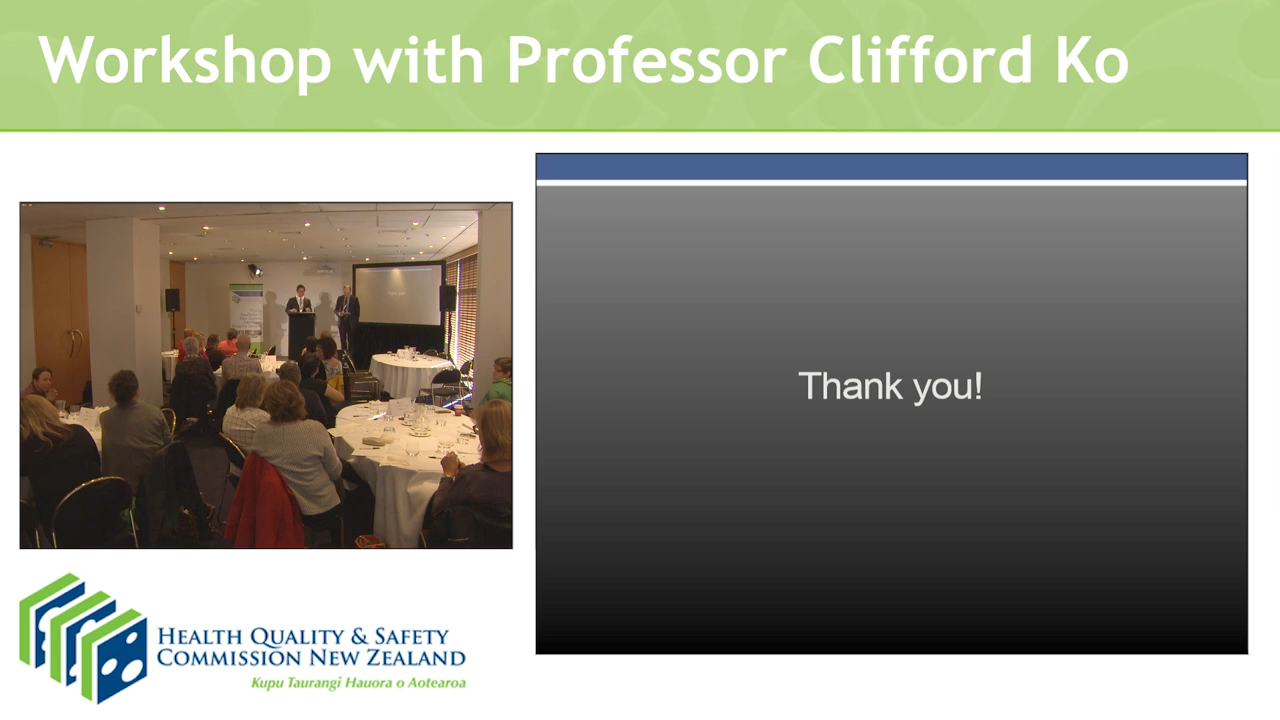 Workshop with Professor Clifford Ko
Thank you!
HEALTH QUALITY & SAFETY
COMMISSION NEW ZEALAND
Kupu Taurangi Hauora o Aotearoa